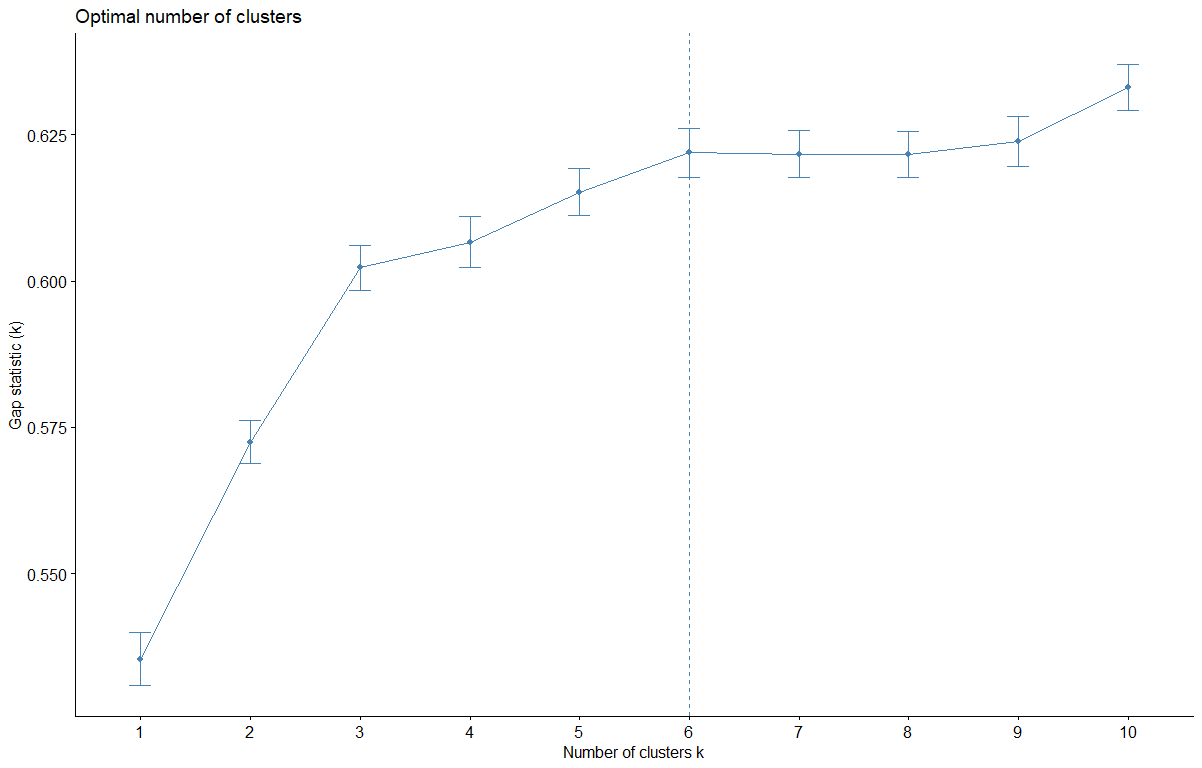 Optimal number of clusters
Gap statistic (k)
0.625
0.600
0.575
0.550
1 2 3 4 5 6 7 8 9 10
Number of clusters k